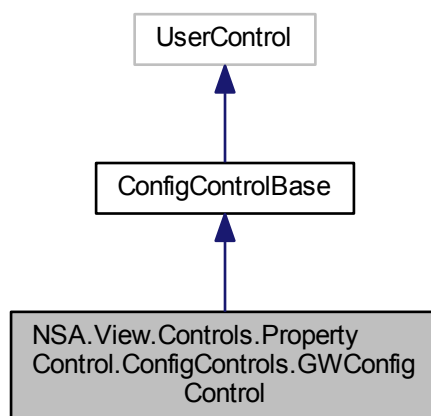 UserControl
ConfigControlBase
NSA.View.Controls.Property
Control.ConfigControls.GWConfig
Control